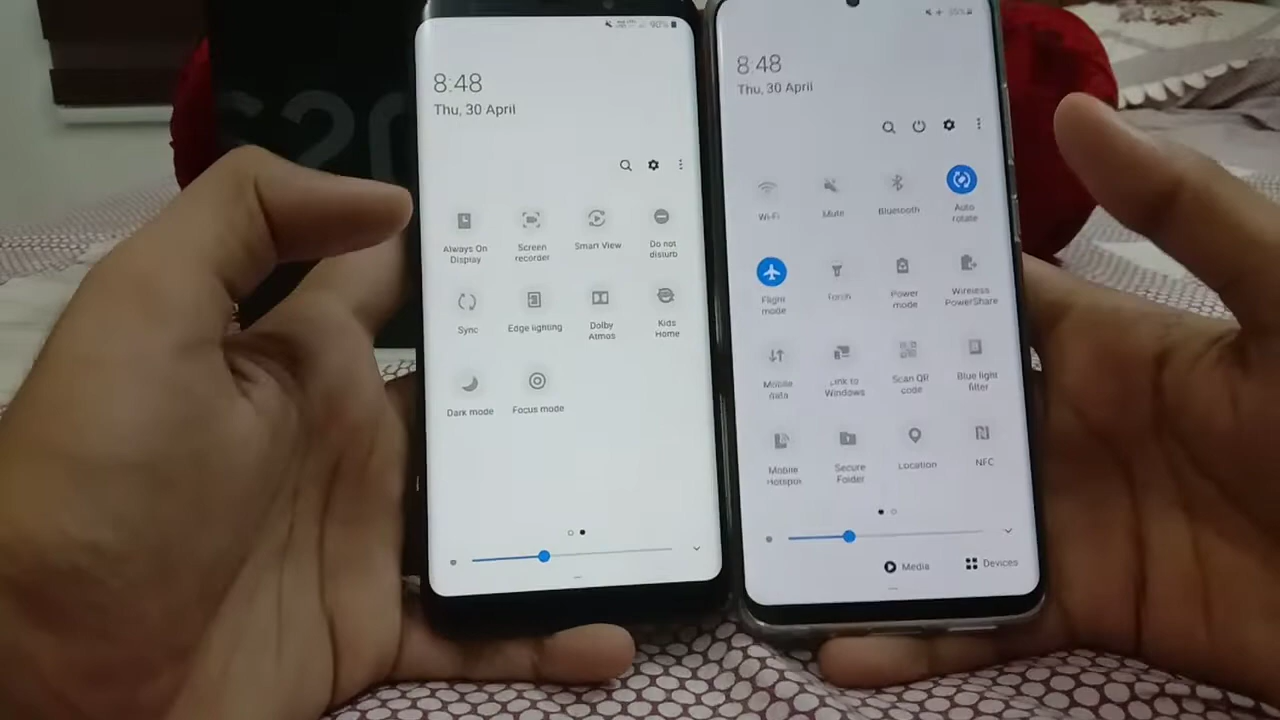 S20
90%
8:48
Thu, 30 April
Always On
Display
Screen
recorder
Smart View
Do not
disturb
Sync
Edge lighting
Dolby
Atmos
Kids
Home
Dark mode
Focus mode
8:48
Thu, 30 April
Wi-Fi
Mute
Bluetooth
Auto
rotate
Flight
mode
Torch
Power
mode
Wireless
PowerShare
Mobile
data
Link to
Windows
Scan QR
code
Blue light
filter
Mobile
Hotspot
Secure
Folder
Location
NFC
Media
Devices